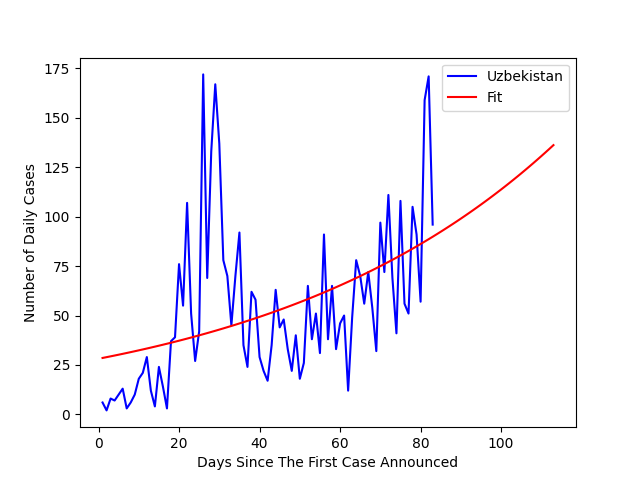 Uzbekistan
Fit
175
150
125
100
75
50
25
0
Number of Daily Cases
0 20 40 60 80 100
Days Since The First Case Announced